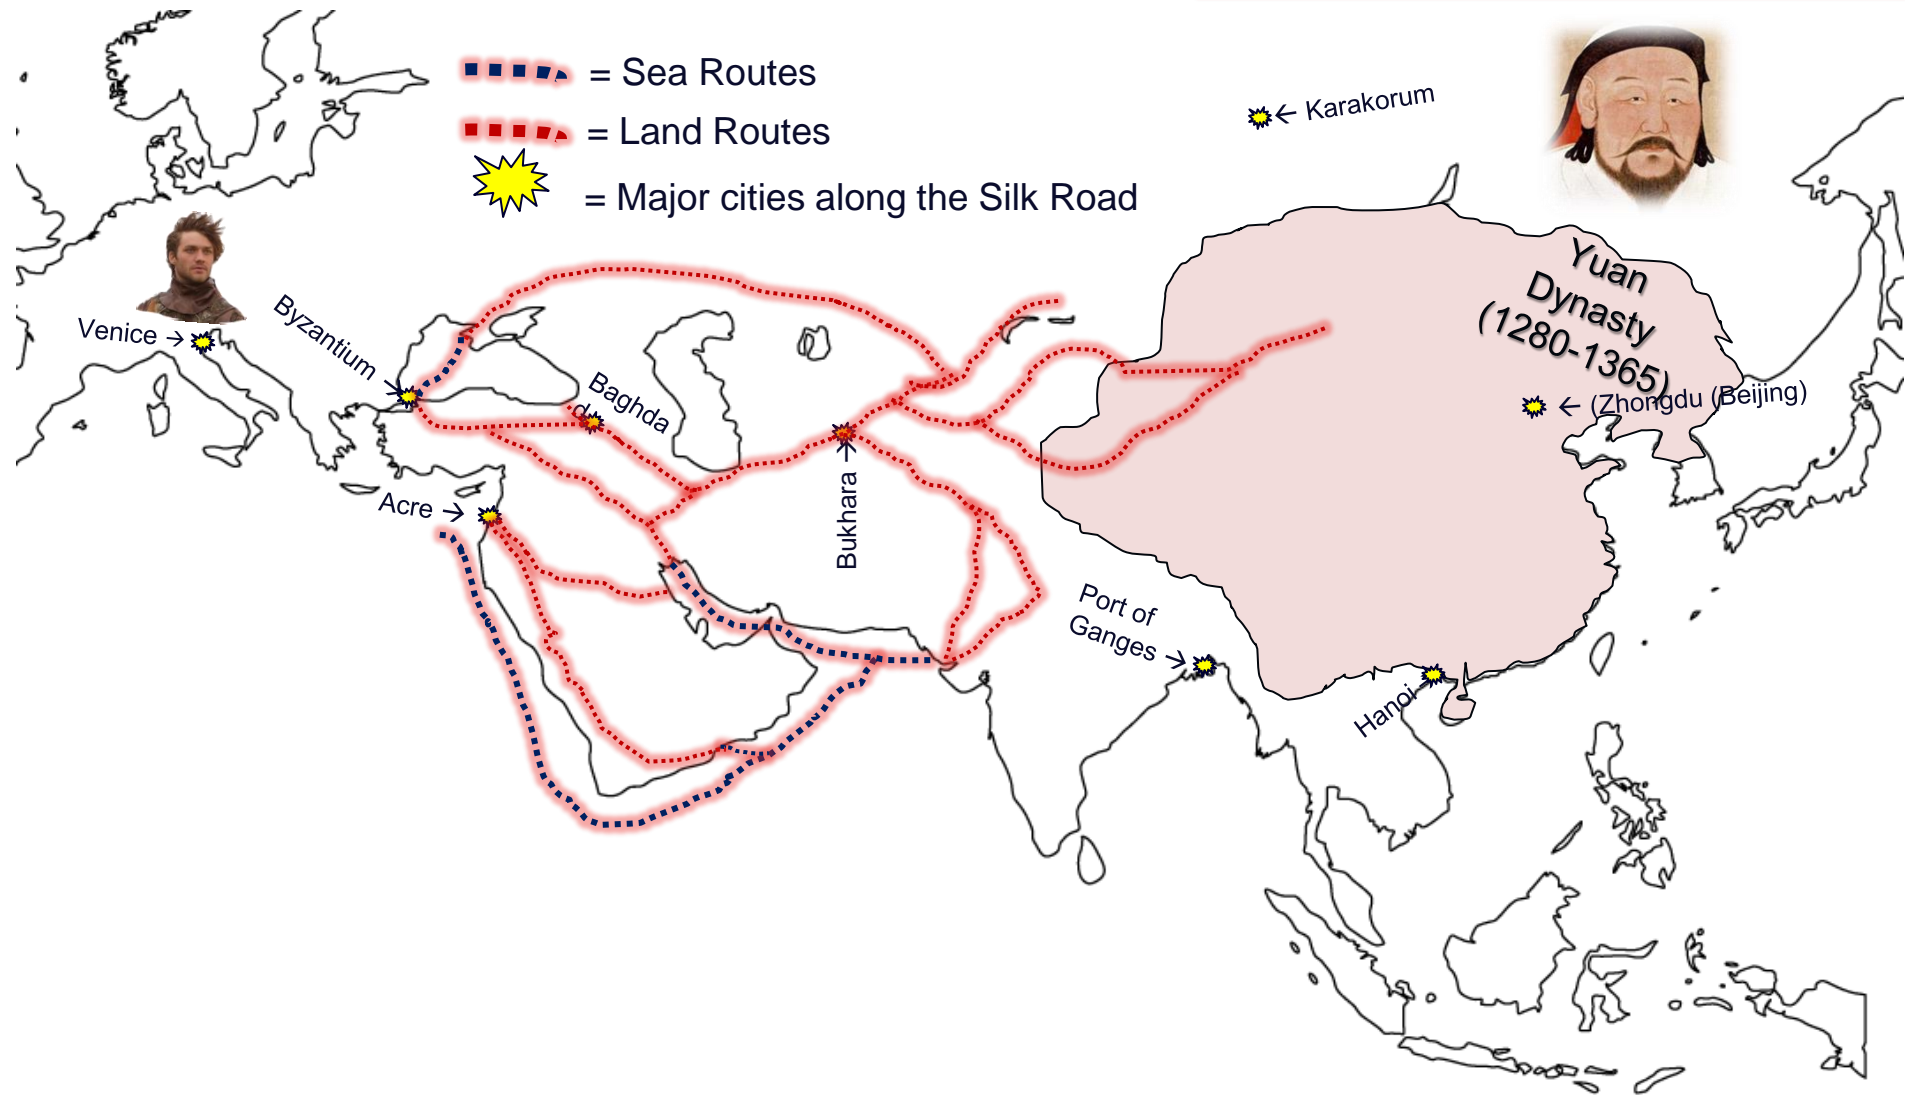 = Sea Routes
= Land Routes
= Major cities along the Silk Road
← Karakorum
Yuan
Dynasty
(1280-1365)
← (Zhongdu (Beijing)
Venice →
Byzantium →
Baghda
d→
Acre →
Bukhara →
Port of
Ganges →
Hanoi →